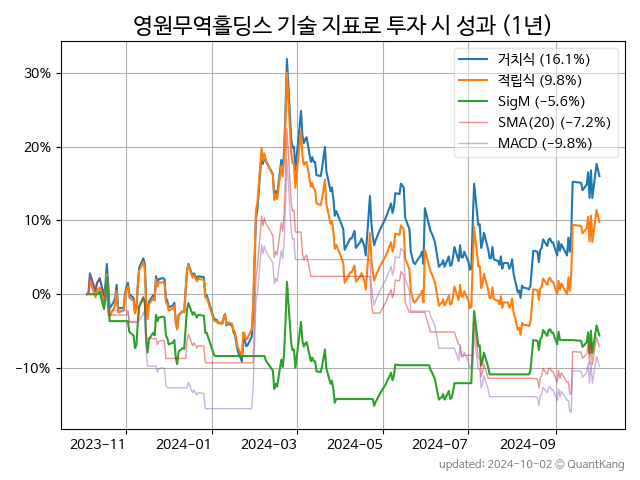 영원무역홀딩스 기술 지표로 투자 시 성과 (1년)
거치식 (16.1%)
적립식 (9.8%)
SigM (−5.6%)
SMA(20) (−7.2%)
MACD (−9.8%)
30%
20%
10%
0%
−10%
2023-11
2024-01
2024-03
2024-05
2024-07
2024-09
updated: 2024-10-02 © QuantKang